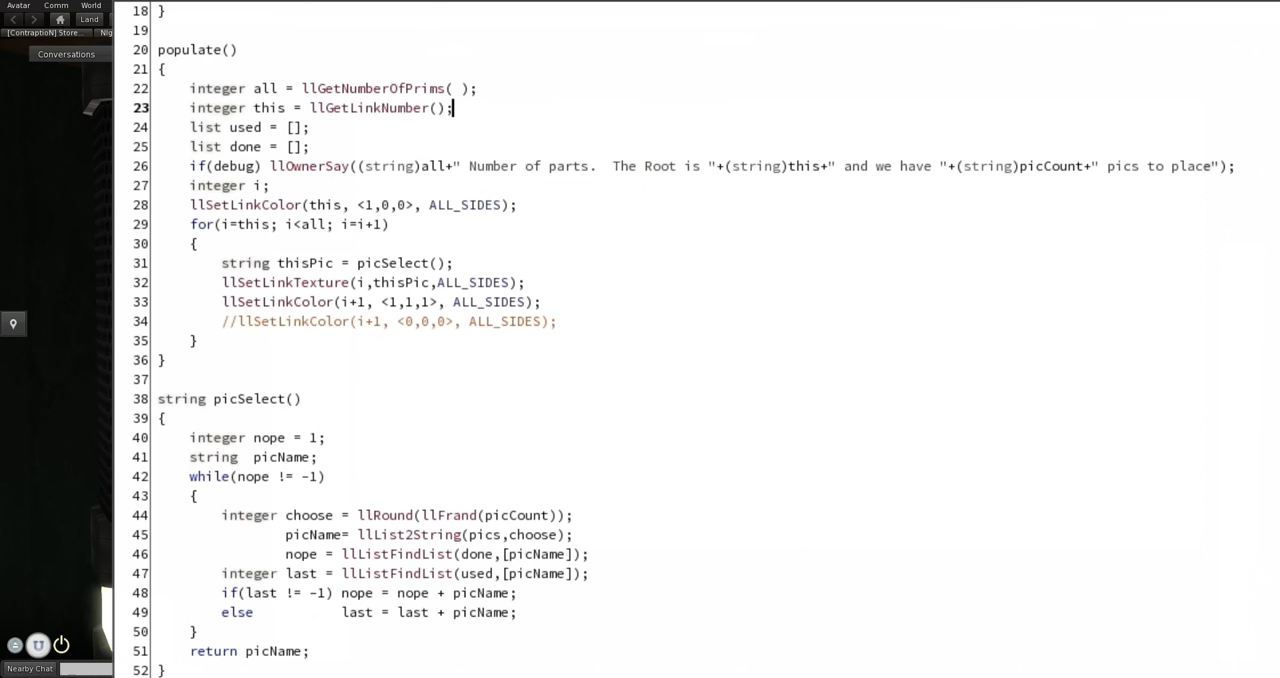 Avatar Comm World
Land
[ContraptioN] Store...
Conversations
Nearby Chat
18 }
19
20 populate()
21 {
22     integer all = llGetNumberOfPrims( );
23     integer this = llGetLinkNumber();
24     list used = [];
25     list done = [];
26     if(debug) llOwnerSay((string)all+" Number of parts.  The Root is "+(string)this+" and we have "+(string)picCount+" pics to place");
27     integer i;
28     llSetLinkColor(this, <1,0,0>, ALL_SIDES);
29     for(i=this; i<all; i=i+1)
30     {
31         string thisPic = picSelect();
32         llSetLinkTexture(i,thisPic,ALL_SIDES);
33         llSetLinkColor(i+1, <1,1,1>, ALL_SIDES);
34         //llSetLinkColor(i+1, <0,0,0>, ALL_SIDES);
35     }
36 }
37
38 string picSelect()
39 {
40     integer nope = 1;
41     string  picName;
42     while(nope != -1)
43     {
44         integer choose = llRound(llFrand(picCount));
45                 picName= llList2String(pics,choose);
46                 nope = llListFindList(done,[picName]);
47         integer last = llListFindList(used,[picName]);
48         if(last != -1) nope = nope + picName;
49         else           last = last + picName;
50     }
51     return picName;
52 }